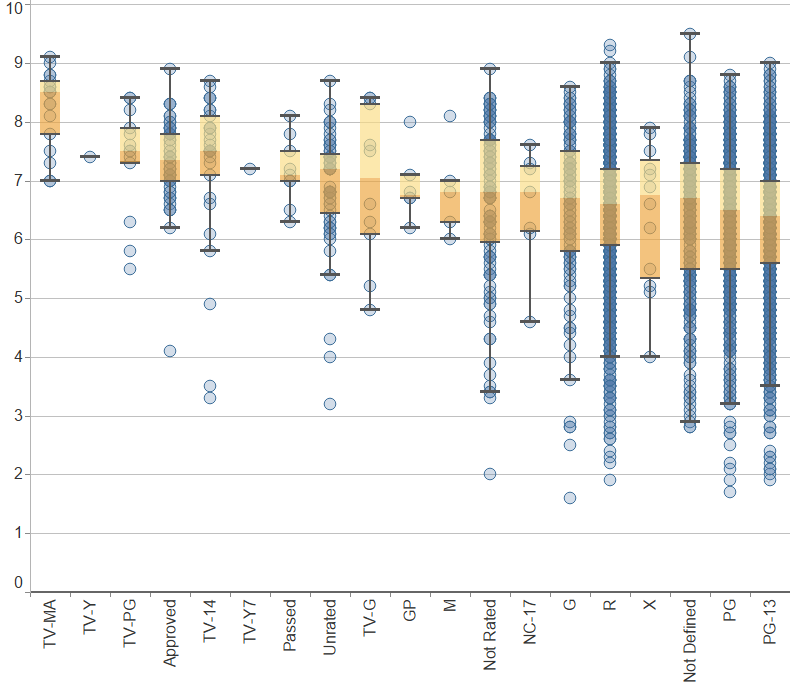 10
9
8
7
6
5
4
3
2
1
0
TV-MA
TV-Y
TV-PG
Approved
TV-14
TV-Y7
Passed
Unrated
TV-G
GP
M
Not Rated
NC-17
G
R
X
Not Defined
PG
PG-13